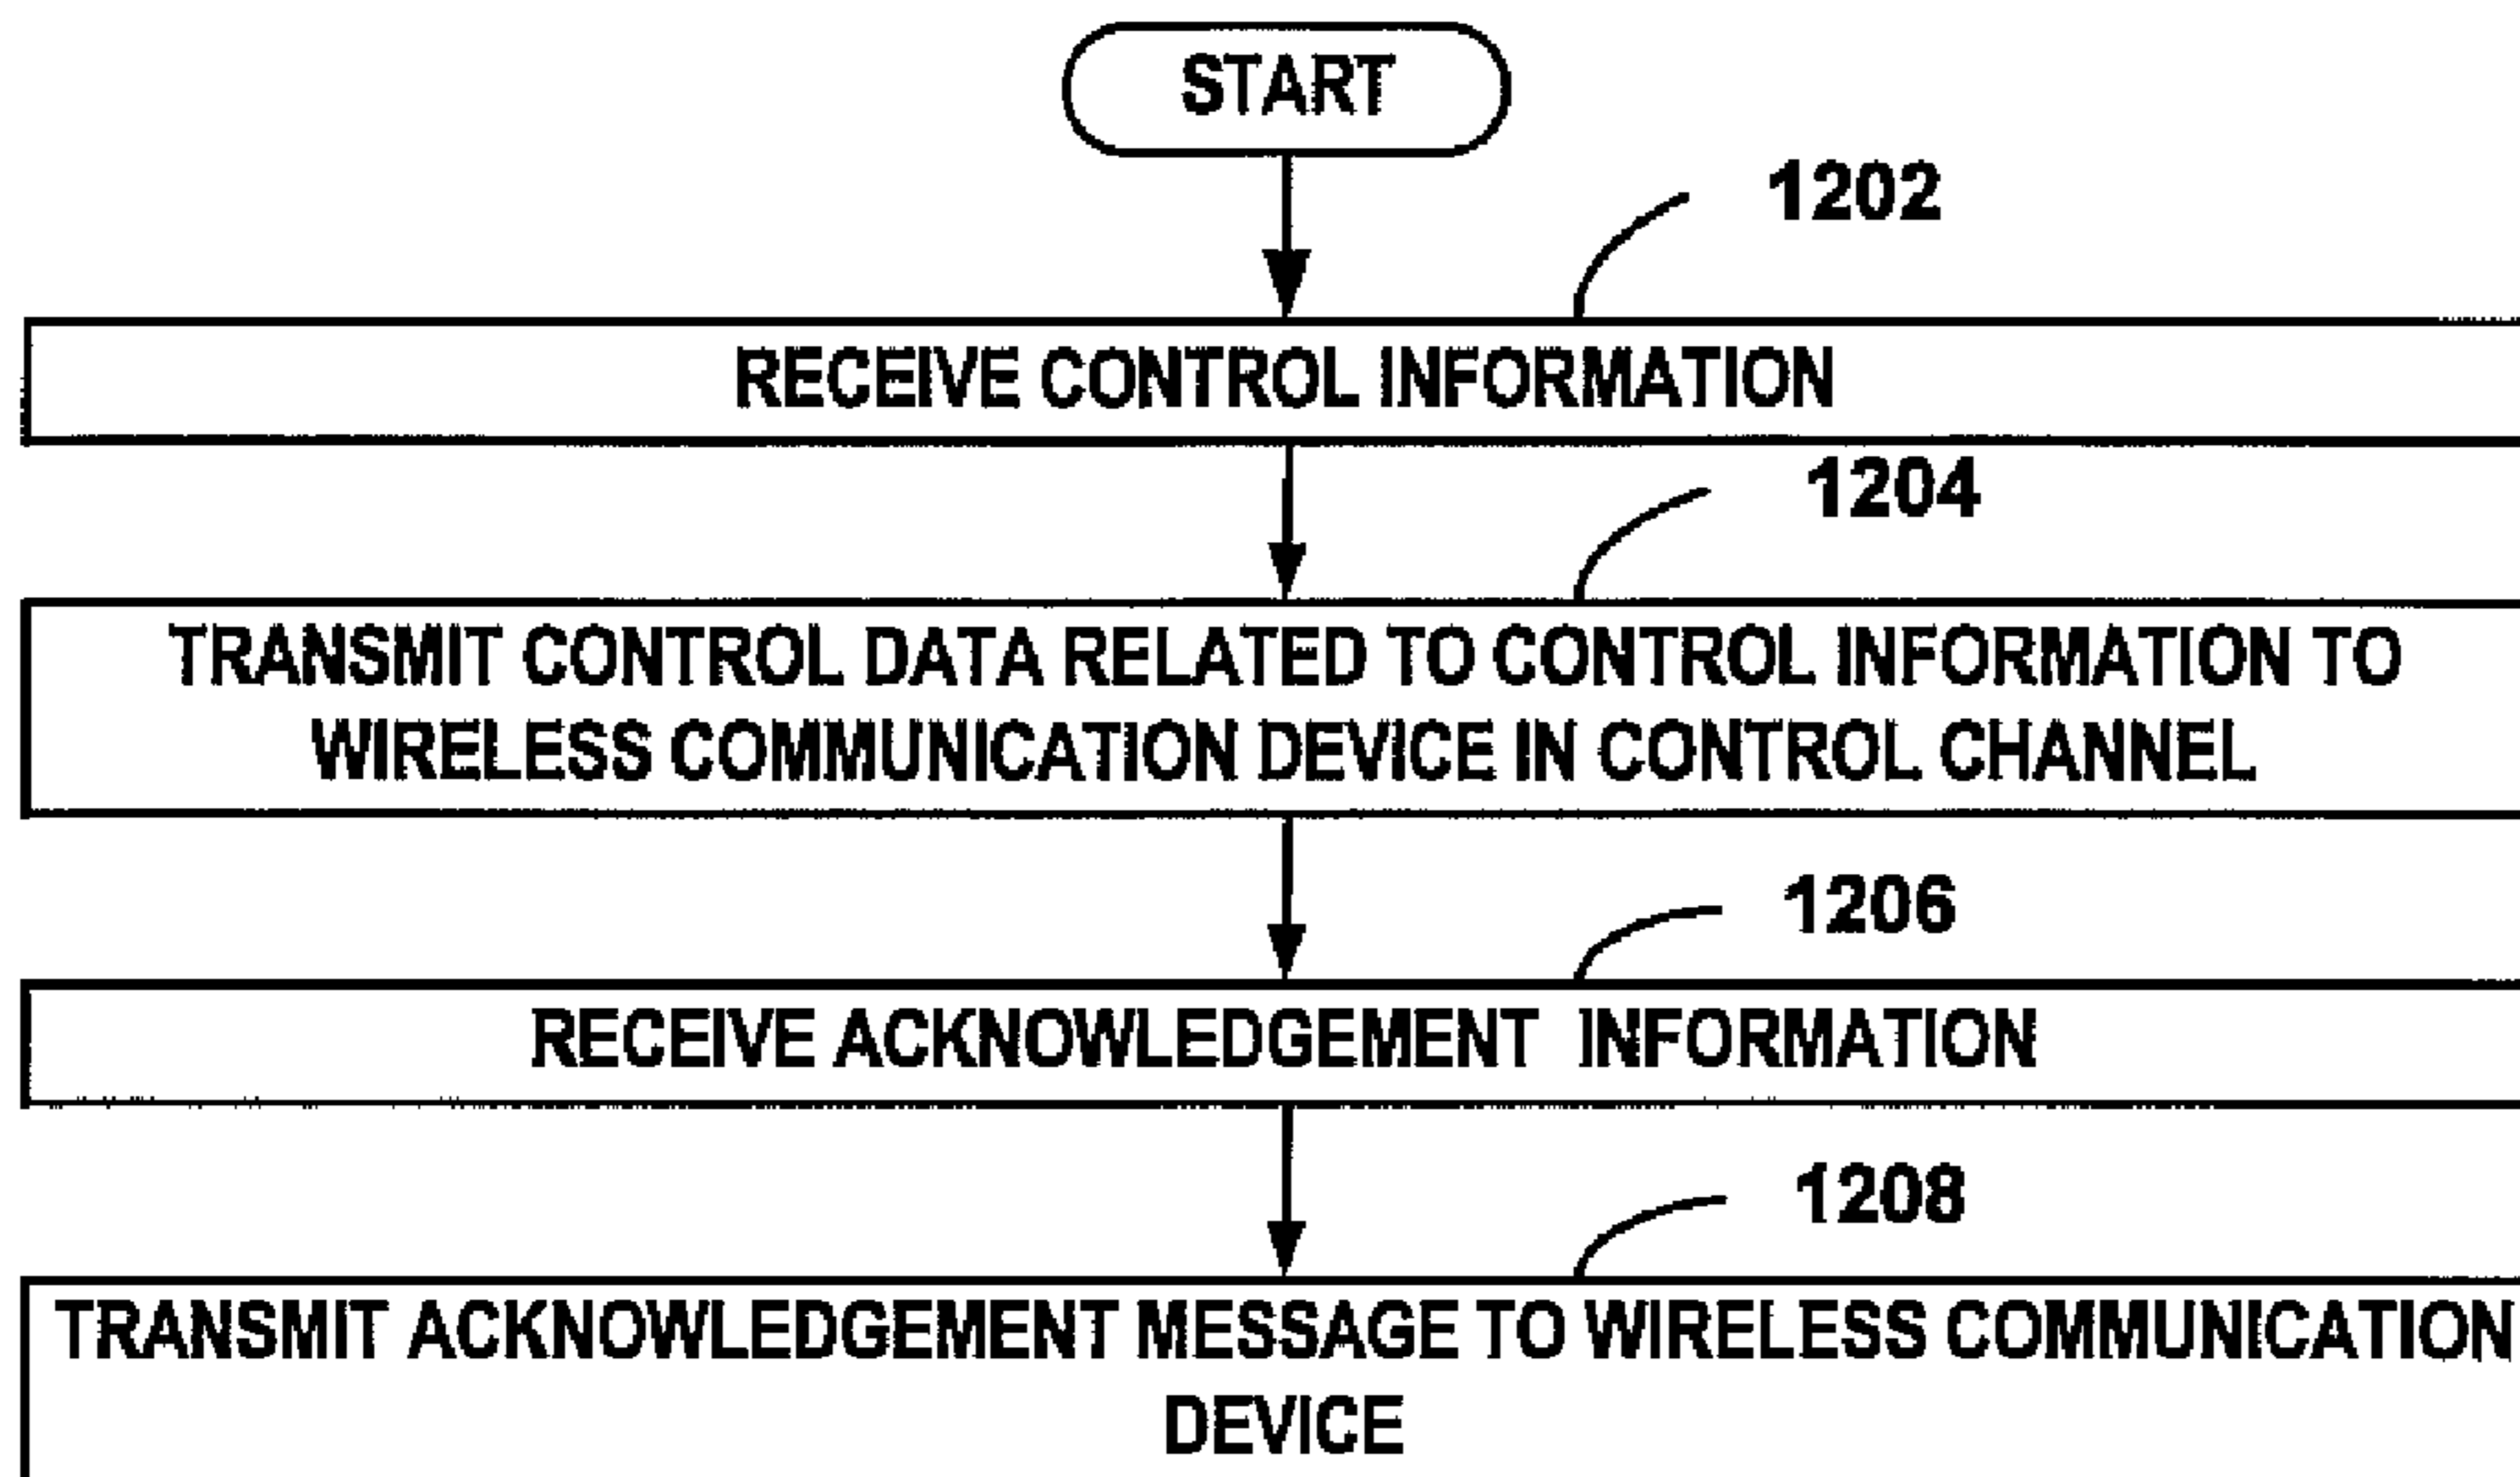 START
1202
RECEIVE CONTROL INFORMATION
1204
TRANSMIT CONTROL DATA RELATED TO CONTROL INFORMATION TO
WIRELESS COMMUNICATION DEVICE IN CONTROL CHANNEL
1206
RECEIVE ACKNOWLEDGEMENT INFORMATION
1208
TRANSMIT ACKNOWLEDGEMENT MESSAGE TO WIRELESS COMMUNICATION
DEVICE